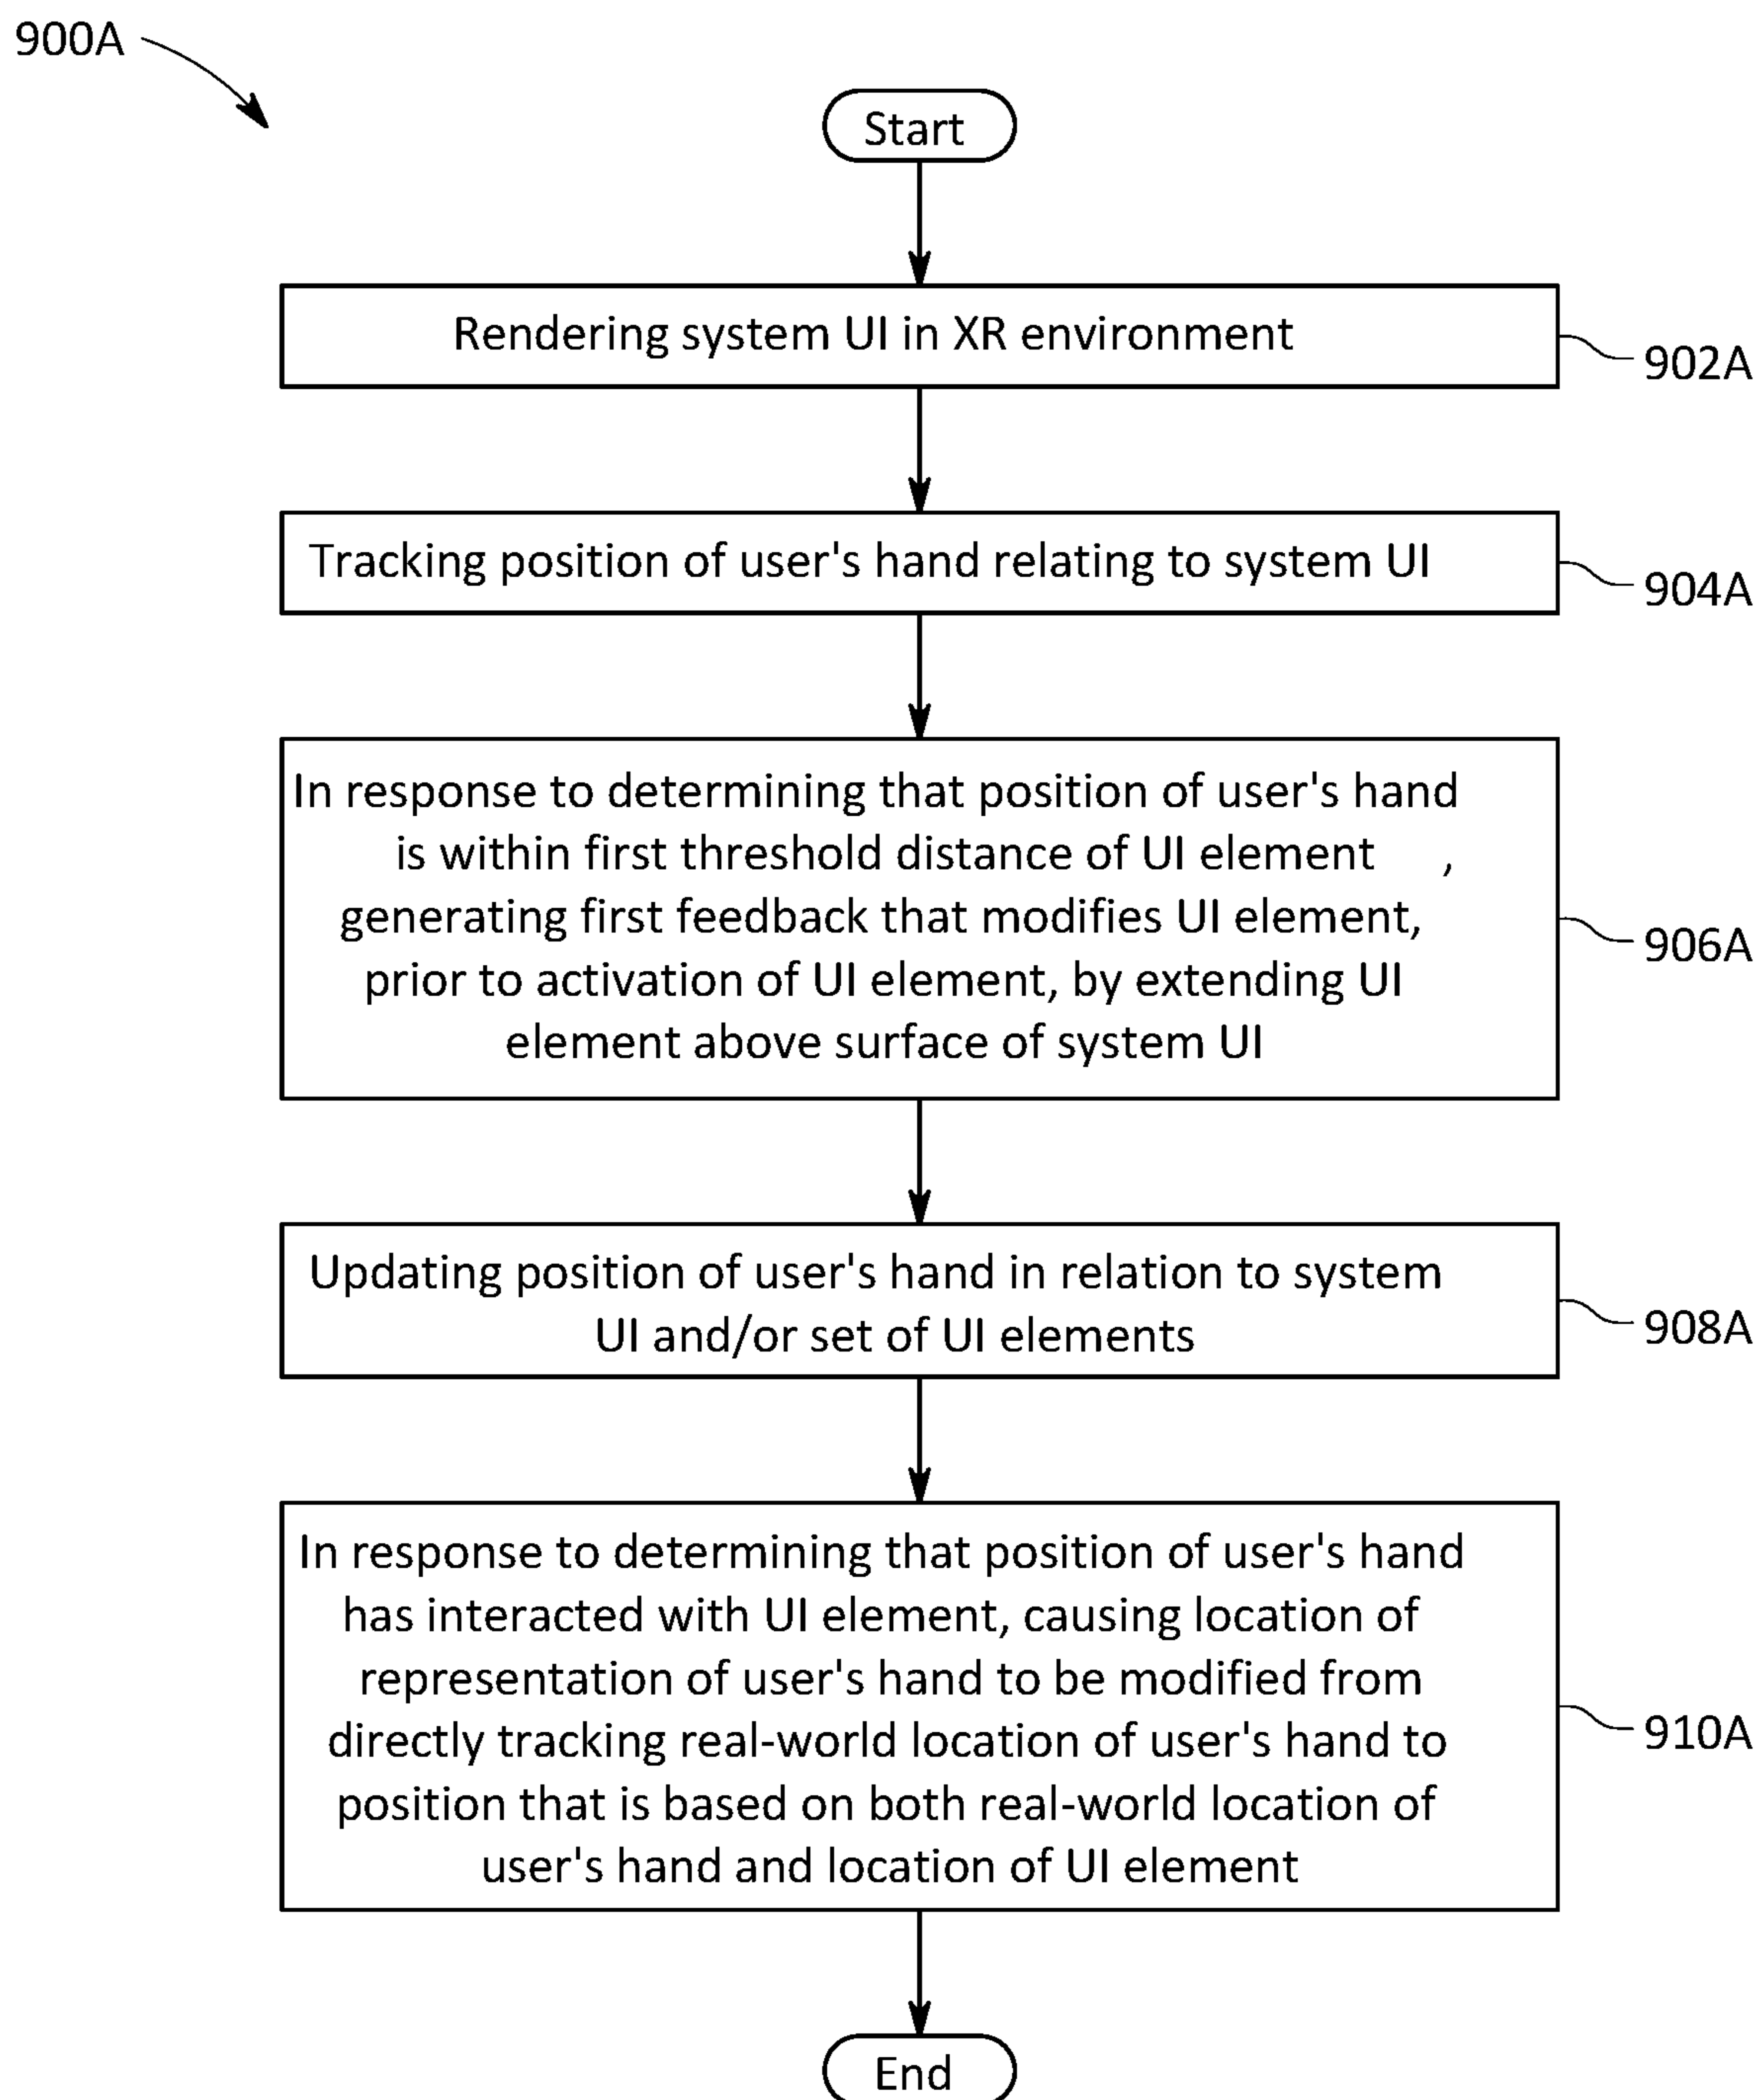 900A
Start
Rendering system UI in XR environment
902A
Tracking position of user's hand relating to system UI
904A
In response to determining that position of user's hand
is within first threshold distance of UI element ,
generating first feedback that modifies UI element,
prior to activation of UI element, by extending UI
element above surface of system UI
906A
Updating position of user's hand in relation to system
UI and/or set of UI elements
908A
In response to determining that position of user's hand
has interacted with UI element, causing location of
representation of user's hand to be modified from
directly tracking real-world location of user's hand to
position that is based on both real-world location of
user's hand and location of UI element
910A
End